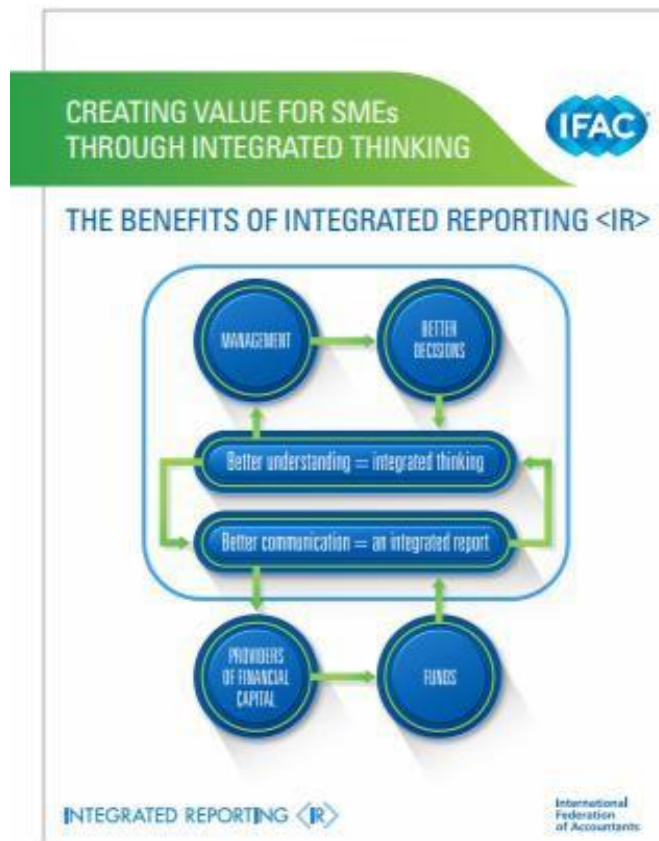 CREATING VALUE FOR SMEs
THROUGH INTEGRATED THINKING
IFAC
THE BENEFITS OF INTEGRATED REPORTING <IR>
MANAGEMENT
BETTER
DECISIONS
Better understanding = integrated thinking
Better communication = an integrated report
PROVIDERS
OF FINANCIAL
CAPITAL
FUNDS
INTEGRATED REPORTING <IR>
International
Federation
of Accountants